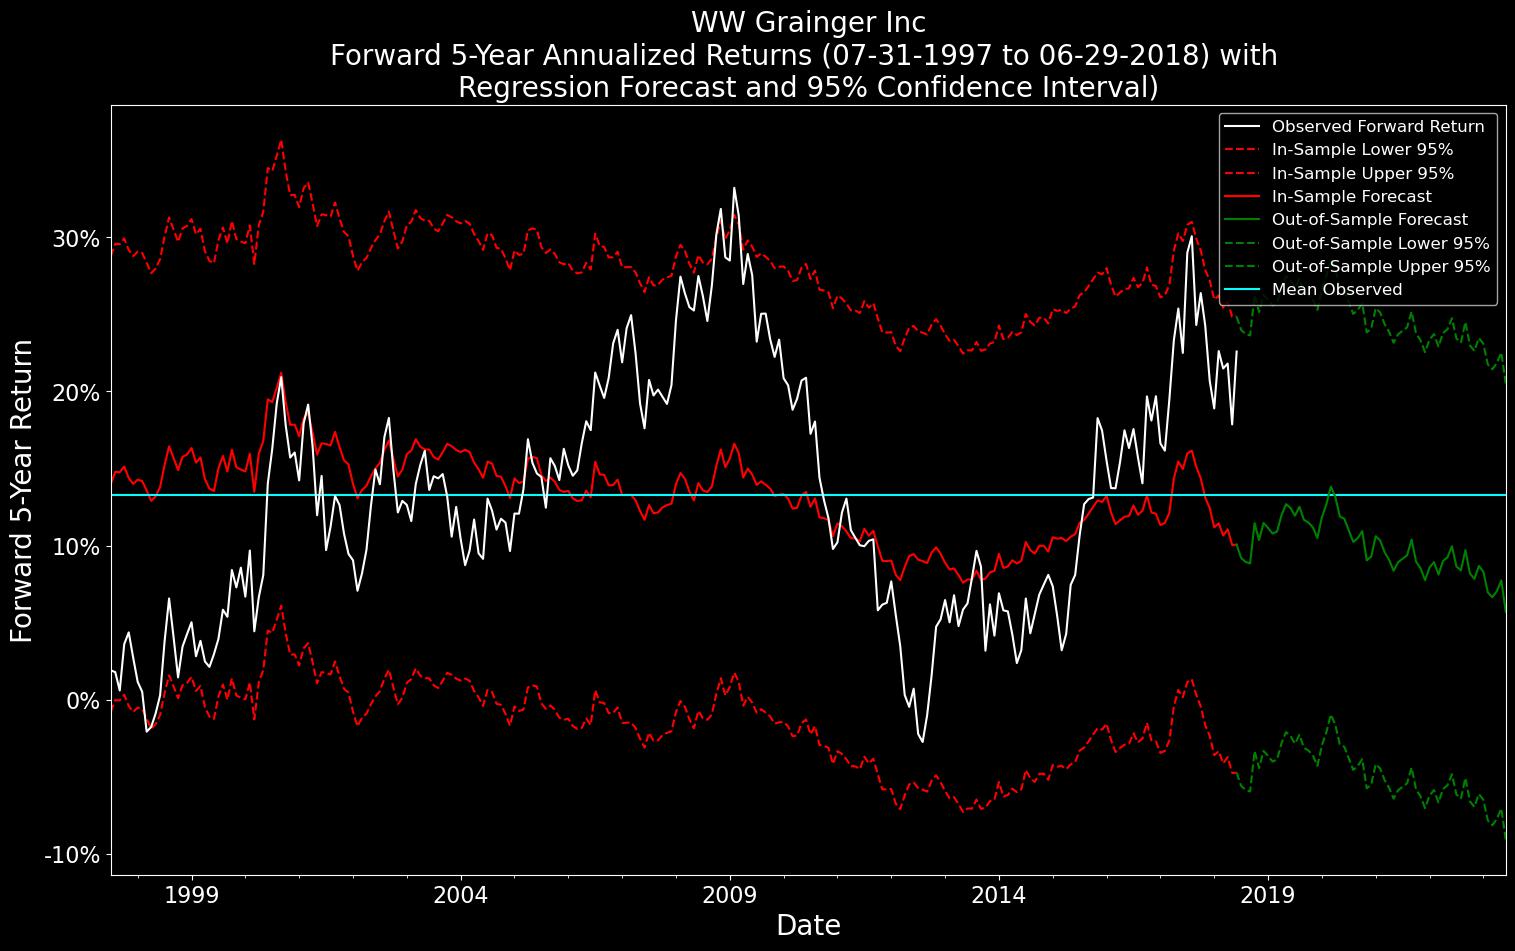 WW Grainger Inc
Forward 5-Year Annualized Returns (07-31-1997 to 06-29-2018) with
Regression Forecast and 95% Confidence Interval)
Observed Forward Return
In-Sample Lower 95%
In-Sample Upper 95%
In-Sample Forecast
Out-of-Sample Forecast
Out-of-Sample Lower 95%
Out-of-Sample Upper 95%
Mean Observed
Forward 5-Year Return
30%
20%
10%
0%
-10%
1999
2004
2009
2014
2019
Date